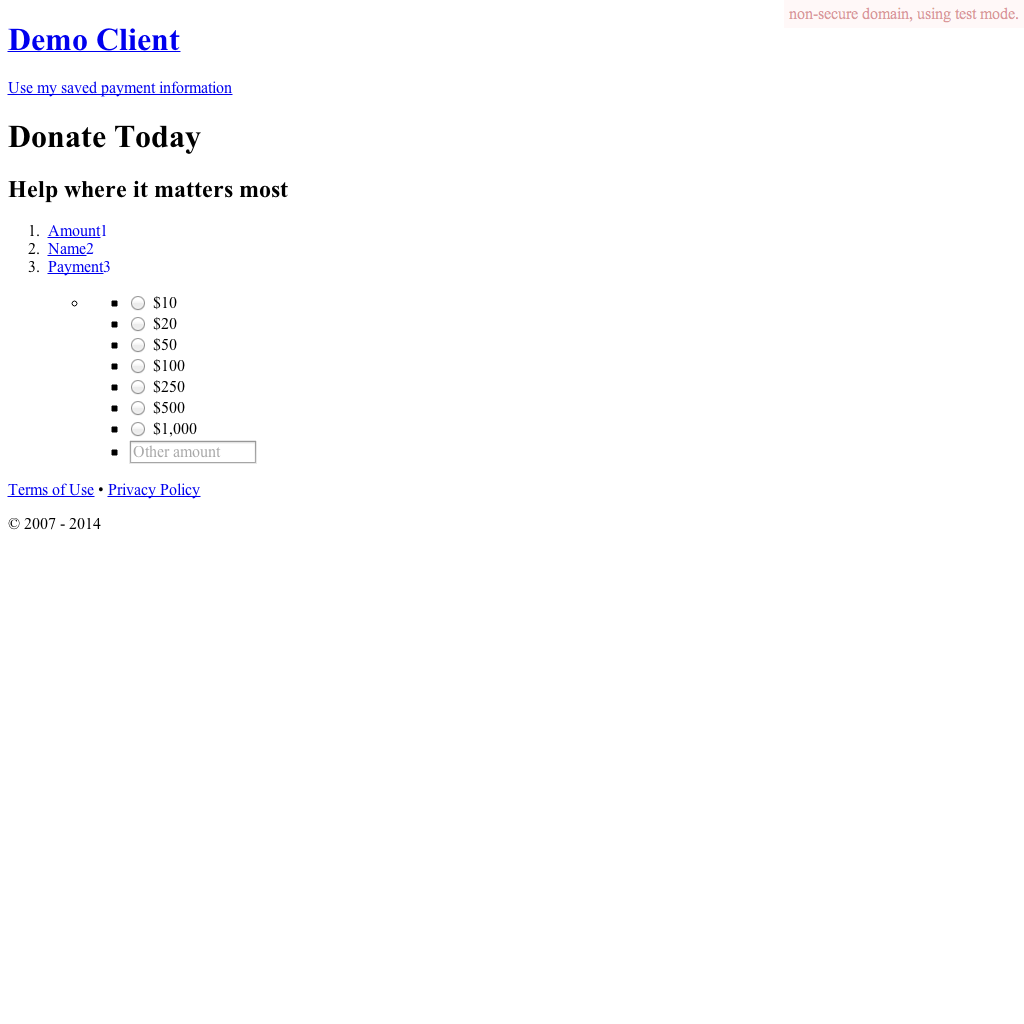 non-secure domain, using test mode.
Demo Client
Use my saved payment information
Donate Today
Help where it matters most
1. Amount1
2. Name2
3. Payment3
$10
$20
$50
$100
$250
$500
$1,000
Other amount
Terms of Use • Privacy Policy
© 2007 - 2014